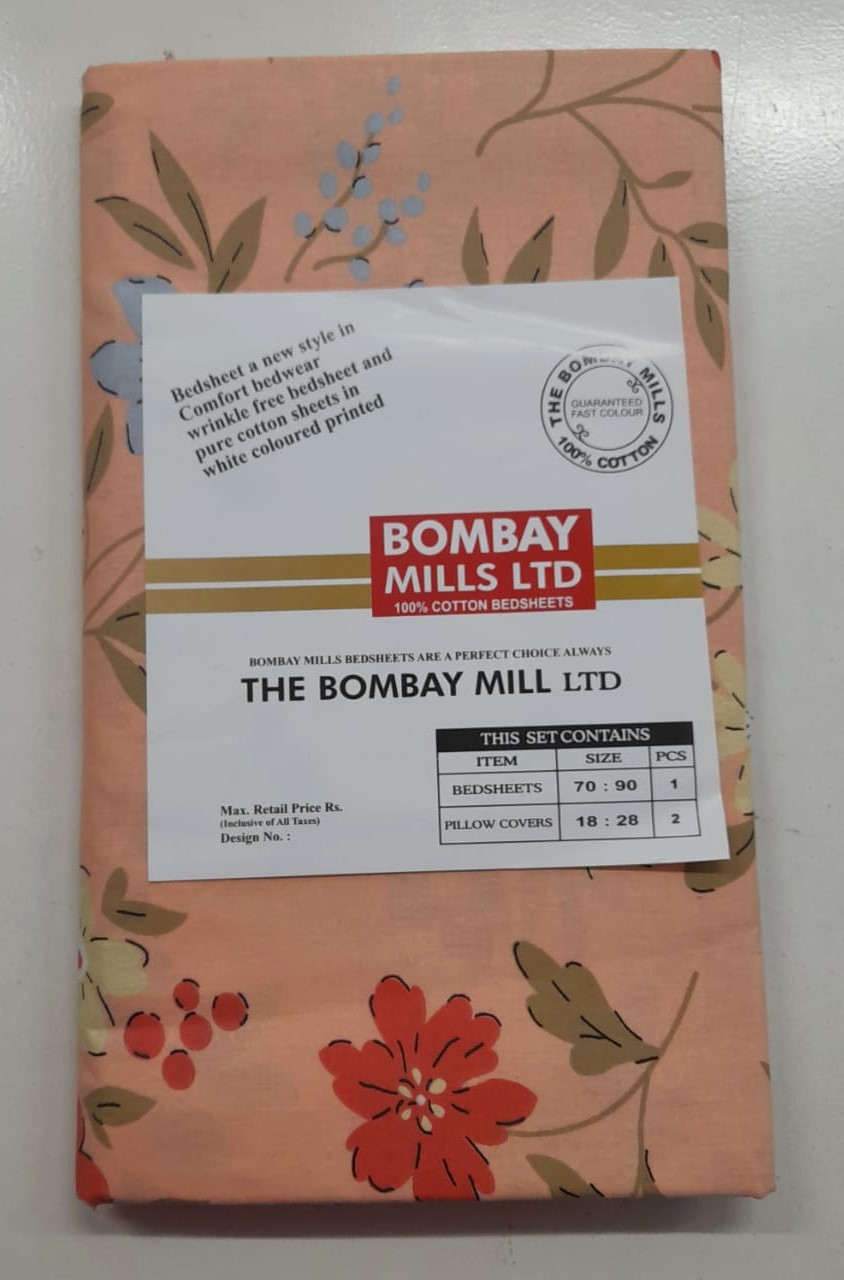 Bedsheet a new style in
Comfort bedwear
wrinkle free bedsheet and
pure cotton sheets in
white coloured printed
THE BOMBAY MILLS
GUARANTEED
FAST COLOUR
100% COTTON
BOMBAY
MILLS LTD
100% COTTON BEDSHEETS
BOMBAY MILLS BEDSHEETS ARE A PERFECT CHOICE ALWAYS
THE BOMBAY MILL LTD
THIS SET CONTAINS
ITEM SIZE PCS
BEDSHEETS 70 : 90 1
PILLOW COVERS 18 : 28 2
Max. Retail Price Rs.
(Inclusive of All Taxes)
Design No. :